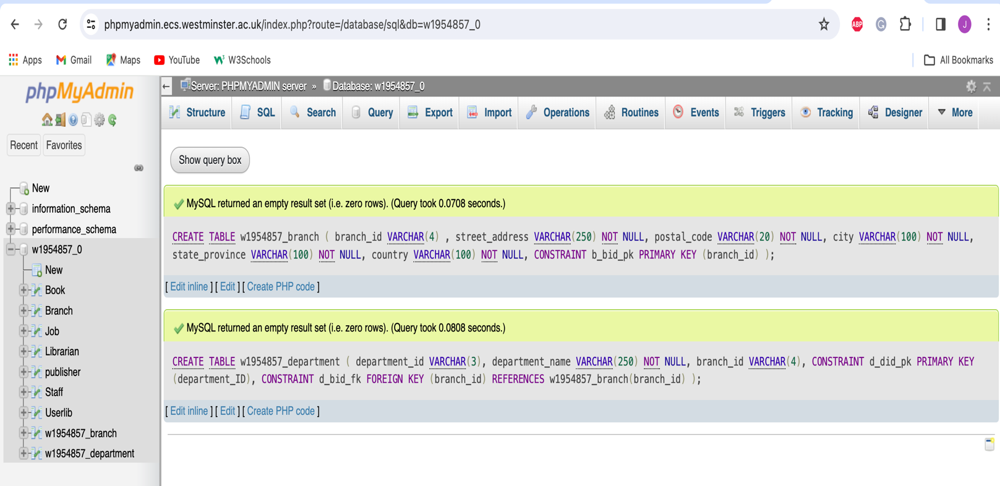 phpmyadmin.ecs.westminster.ac.uk/index.php?route=/database/sql&db=w1954857_0
ABP
G
J
Apps
Gmail
Maps
YouTube
W3Schools
All Bookmarks
phpMyAdmin
Recent
Favorites
New
information_schema
performance_schema
w1954857_0
New
Book
Branch
Job
Librarian
publisher
Staff
Userlib
w1954857_branch
w1954857_department
Server: PHPMYADMIN server » Database: w1954857_0
Structure SQL Search Query Export Import Operations Routines Events Triggers Tracking Designer More
Show query box
MySQL returned an empty result set (i.e. zero rows). (Query took 0.0708 seconds.)
CREATE TABLE w1954857_branch ( branch_id VARCHAR(4) , street_address VARCHAR(250) NOT NULL, postal_code VARCHAR(20) NOT NULL, city VARCHAR(100) NOT NULL,
state_province VARCHAR(100) NOT NULL, country VARCHAR(100) NOT NULL, CONSTRAINT b_bid_pk PRIMARY KEY (branch_id) );
[ Edit inline ] [ Edit ] [ Create PHP code ]
MySQL returned an empty result set (i.e. zero rows). (Query took 0.0808 seconds.)
CREATE TABLE w1954857_department ( department_id VARCHAR(3), department_name VARCHAR(250) NOT NULL, branch_id VARCHAR(4), CONSTRAINT d_did_pk PRIMARY KEY
(department_ID), CONSTRAINT d_bid_fk FOREIGN KEY (branch_id) REFERENCES w1954857_branch(branch_id) );
[ Edit inline ] [ Edit ] [ Create PHP code ]